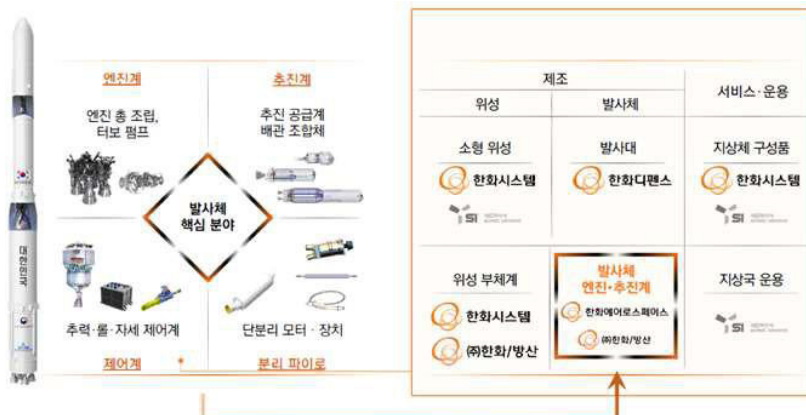 엔진계
추진계
엔진 총 조립,
터보 펌프
추진 공급계
배관 조합체
발사체
핵심 분야
추력·롤·자세 제어계
단분리 모터·장치
제어계
분리 파이로
대한민국
제조
서비스·운용
위성
발사체
소형 위성
발사대
지상체 구성품
한화시스템
한화디펜스
한화시스템
SI
SI
위성 부체계
발사체
엔진·추진계
지상국 운용
한화시스템
한화에어로스페이스
㈜한화/방산
㈜한화/방산
SI